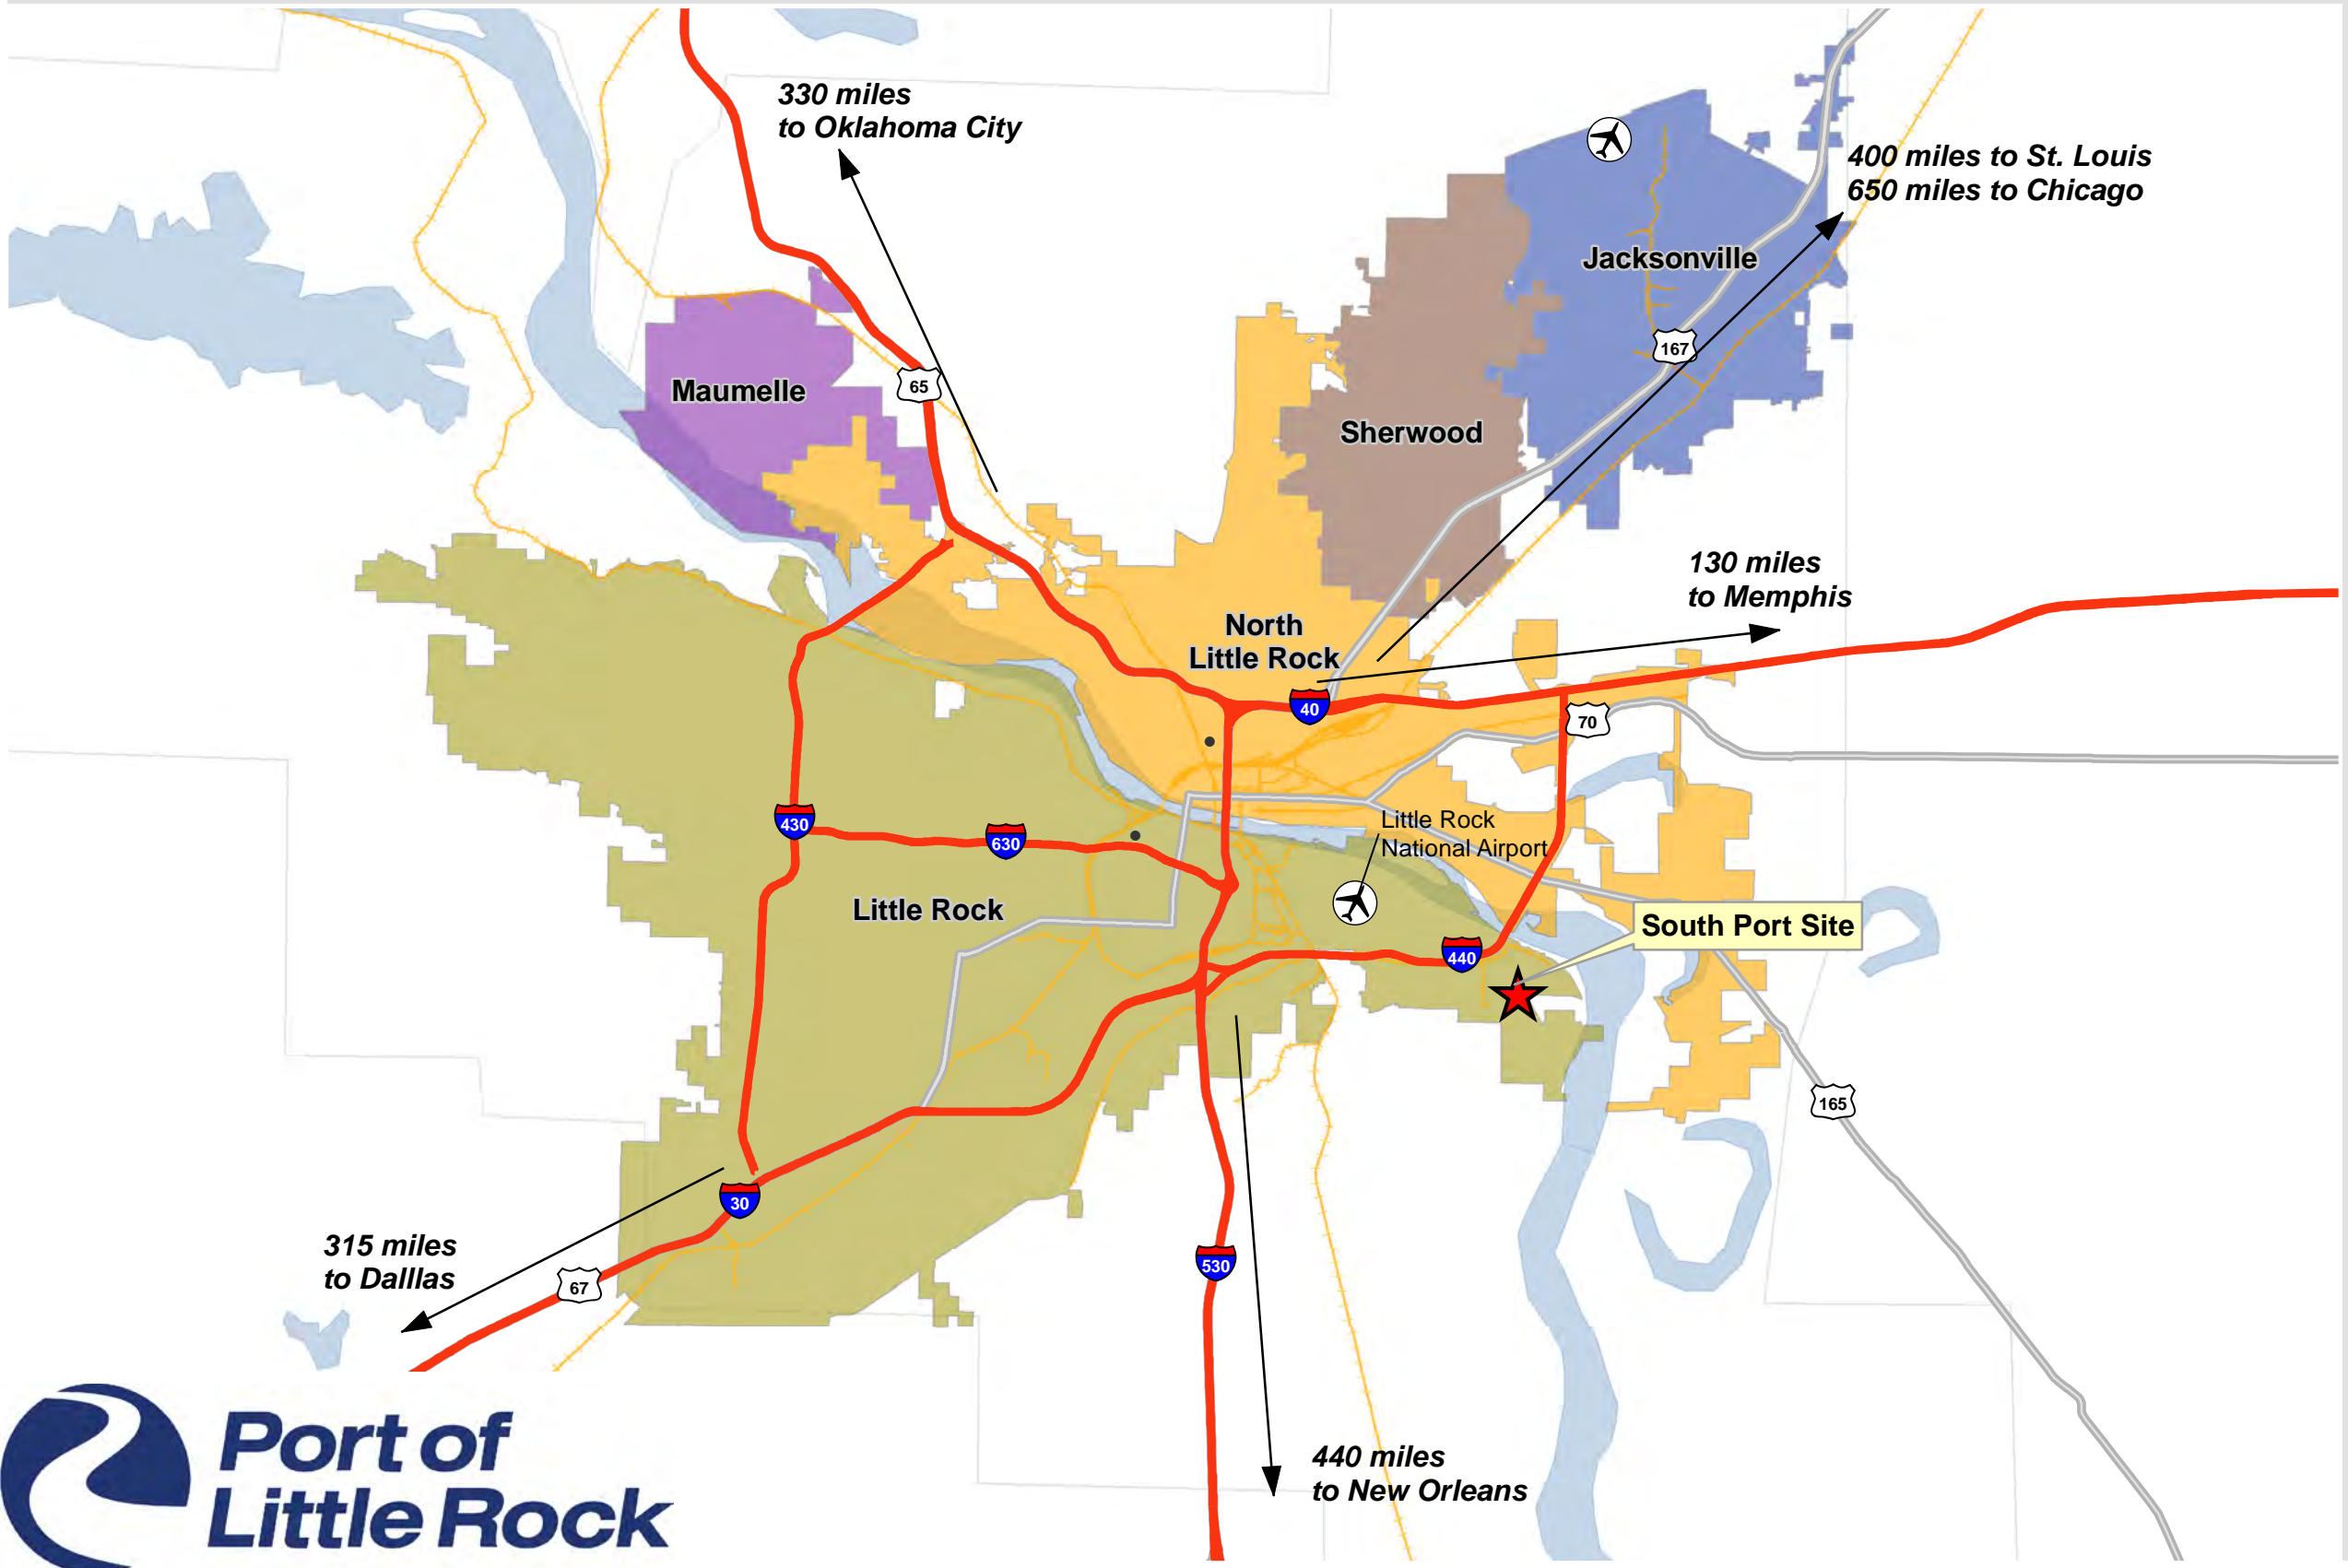 330 miles
to Oklahoma City
400 miles to St. Louis
650 miles to Chicago
Jacksonville
167
65
Maumelle
Sherwood
130 miles
to Memphis
North
Little Rock
40
70
Little Rock
National Airport
430
630
Little Rock
South Port Site
440
165
30
315 miles
to Dalllas
67
530
440 miles
to New Orleans
Port of
Little Rock